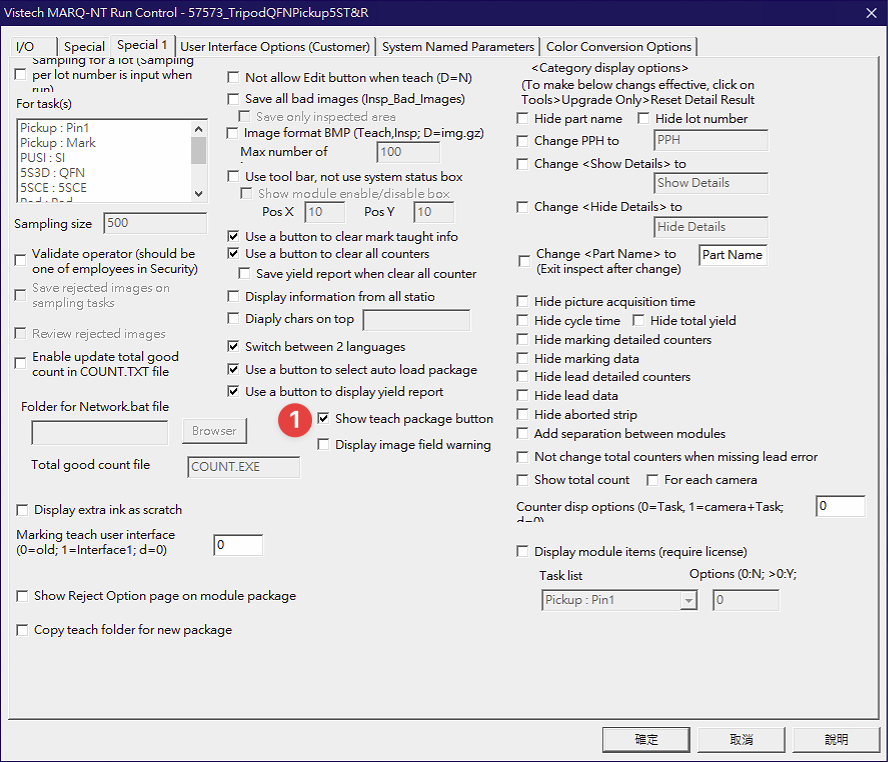 Vistech MARQ-NT Run Control - 57573_TripodQFNPickup5ST&R
I/O
Special
Special 1
User Interface Options (Customer)
System Named Parameters
Color Conversion Options
Sampling for a lot (Sampling
per lot number is input when
run)
For task(s)
Pickup : Pin1
Pickup : Mark
PUSI : SI
5S3D : QFN
5SCE : 5SCE
Sampling size
500
Validate operator (should be
one of employees in Security)
Save rejected images on
sampling tasks
Review rejected images
Enable update total good
count in COUNT.TXT file
Folder for Network.bat file
Browser
Total good count file
COUNT.EXE
Display extra ink as scratch
Marking teach user interface
(0=old; 1=Interface1; d=0)
0
Show Reject Option page on module package
Copy teach folder for new package
Not allow Edit button when teach (D=N)
Save all bad images (Insp_Bad_Images)
Save only inspected area
Image format BMP (Teach,Insp; D=img.gz)
Max number of
100
Use tool bar, not use system status box
Show module enable/disable box
Pos X
10
Pos Y
10
Use a button to clear mark taught info
Use a button to clear all counters
Save yield report when clear all counter
Display information from all statio
Diaply chars on top
Switch between 2 languages
Use a button to select auto load package
Use a button to display yield report
1
Show teach package button
Display image field warning
<Category display options>
(To make below changs effective, click on
Tools>Upgrade Only>Reset Detail Result
Hide part name
Hide lot number
Change PPH to
PPH
Change <Show Details> to
Show Details
Change <Hide Details> to
Hide Details
Change <Part Name> to
(Exit inspect after change)
Part Name
Hide picture acquisition time
Hide cycle time
Hide total yield
Hide marking detailed counters
Hide marking data
Hide lead detailed counters
Hide lead data
Hide aborted strip
Add separation between modules
Not change total counters when missing lead error
Show total count
For each camera
Counter disp options (0=Task, 1=camera+Task;
d=0)
0
Display module items (require license)
Task list
Options (0:N; >0:Y;
Pickup : Pin1
0
確定
取消
說明